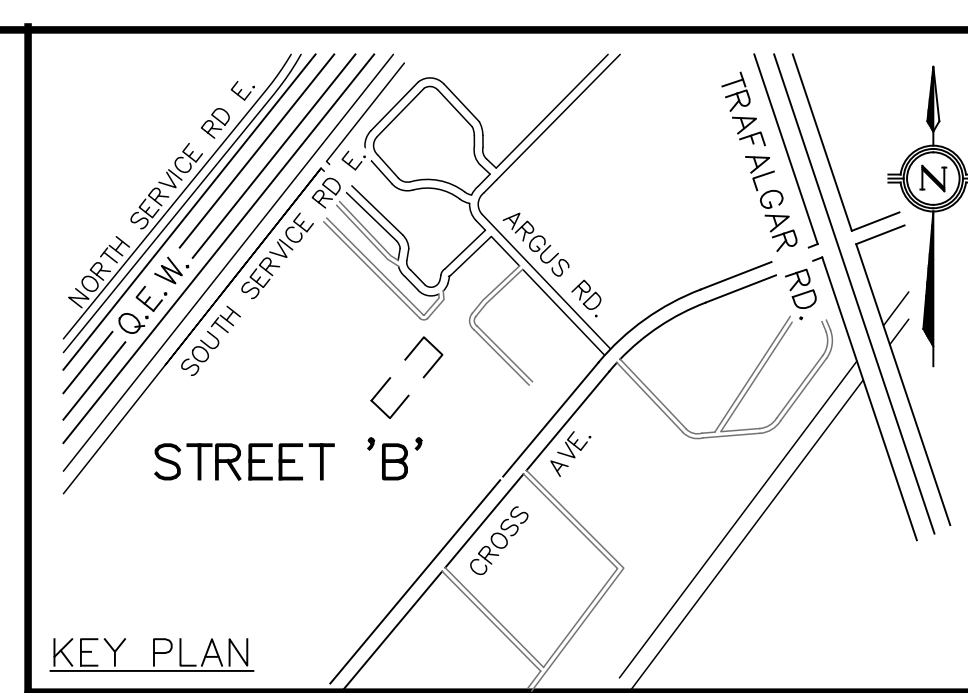 NORTH SERVICE RD E.
Q.E.W.
SOUTH SERVICE RD E.
ARGUS RD.
TRAFALGAR RD.
N
STREET 'B'
CROSS AVE.
KEY PLAN